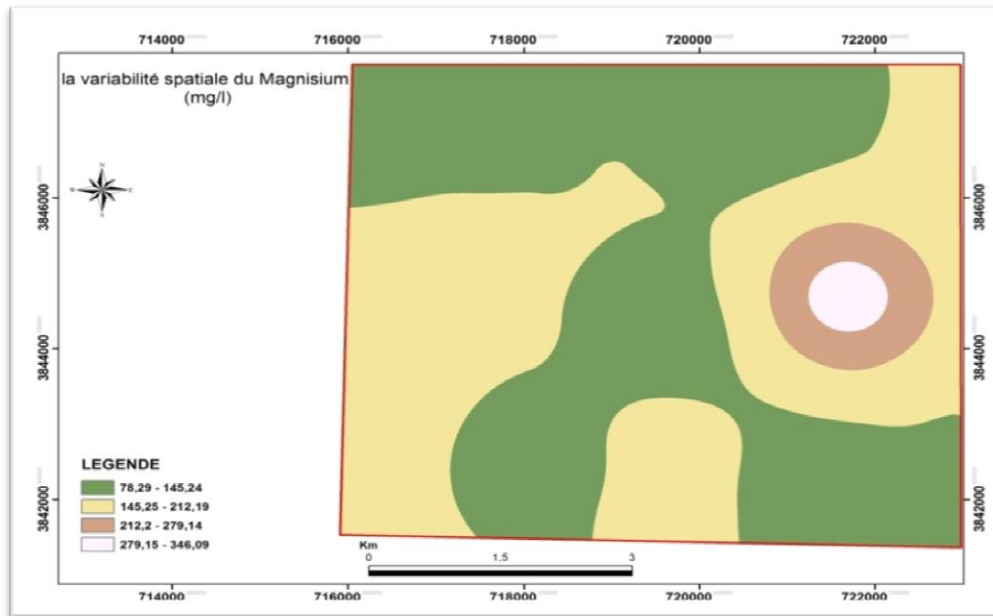 714000 716000 718000 720000 722000
la variabilité spatiale du Magnisium
(mg/l)
N
W E
S
3846000 3846000
3844000 3844000
3842000 3842000
LEGENDE
78,29 - 145,24
145,25 - 212,19
212,2 - 279,14
279,15 - 346,09
Km
0 1,5 3
714000 716000 718000 720000 722000